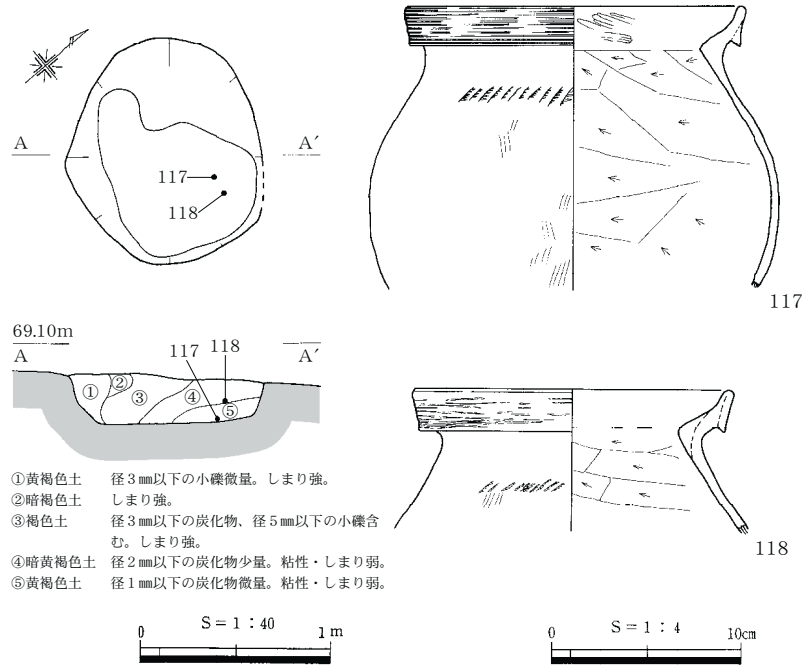 A A′
117
118
117
69.10m
A 117 118 A′
① ② ③ ④ ⑤
①黄褐色土 径3㎜以下の小礫微量。しまり強。
②暗褐色土 しまり強。
③褐色土 径3㎜以下の炭化物、径5㎜以下の小礫含
む。しまり強。
④暗黄褐色土 径2㎜以下の炭化物少量。粘性・しまり弱。
⑤黄褐色土 径1㎜以下の炭化物微量。粘性・しまり弱。
118
0 S=1:40 1m
0 S=1:4 10cm